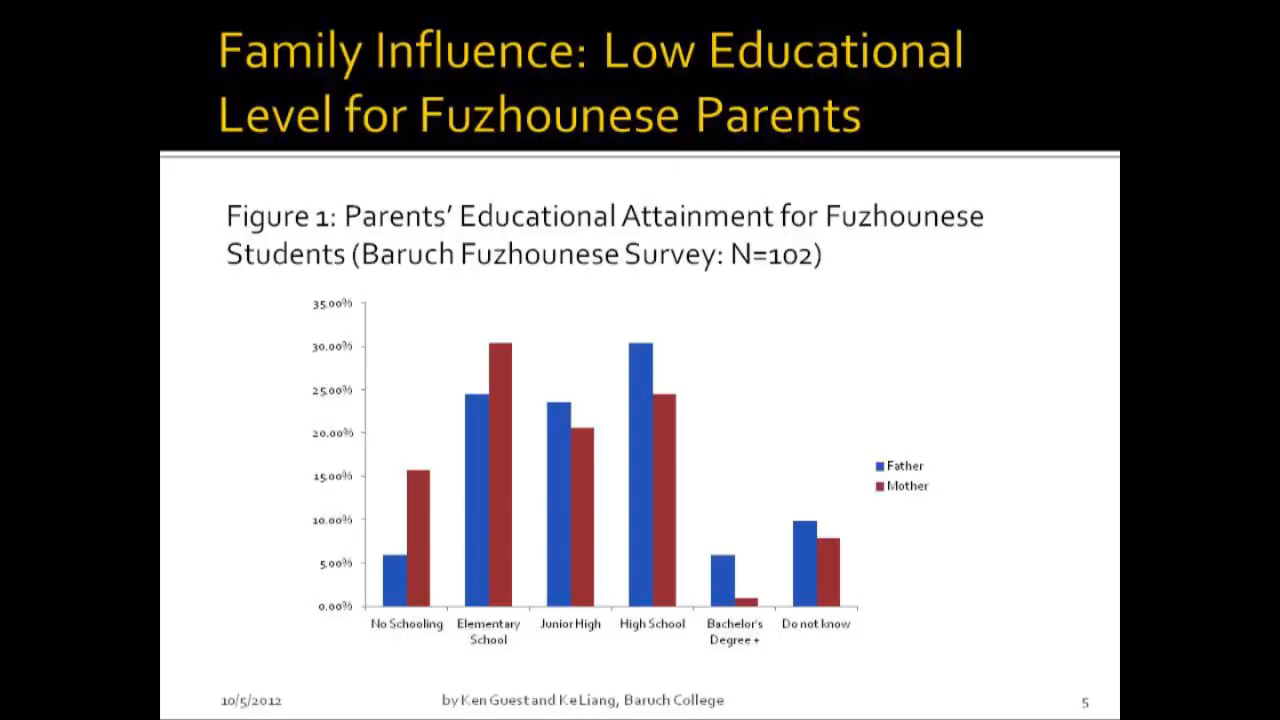 Family Influence: Low Educational
Level for Fuzhounese Parents
Figure 1: Parents’ Educational Attainment for Fuzhounese
Students (Baruch Fuzhounese Survey: N=102)
35.00%
30.00%
25.00%
20.00%
15.00%
10.00%
5.00%
0.00%
No Schooling
Elementary
School
Junior High
High School
Bachelor's
Degree +
Do not know
Father
Mother
10/5/2012
by Ken Guest and Ke Liang, Baruch College
5